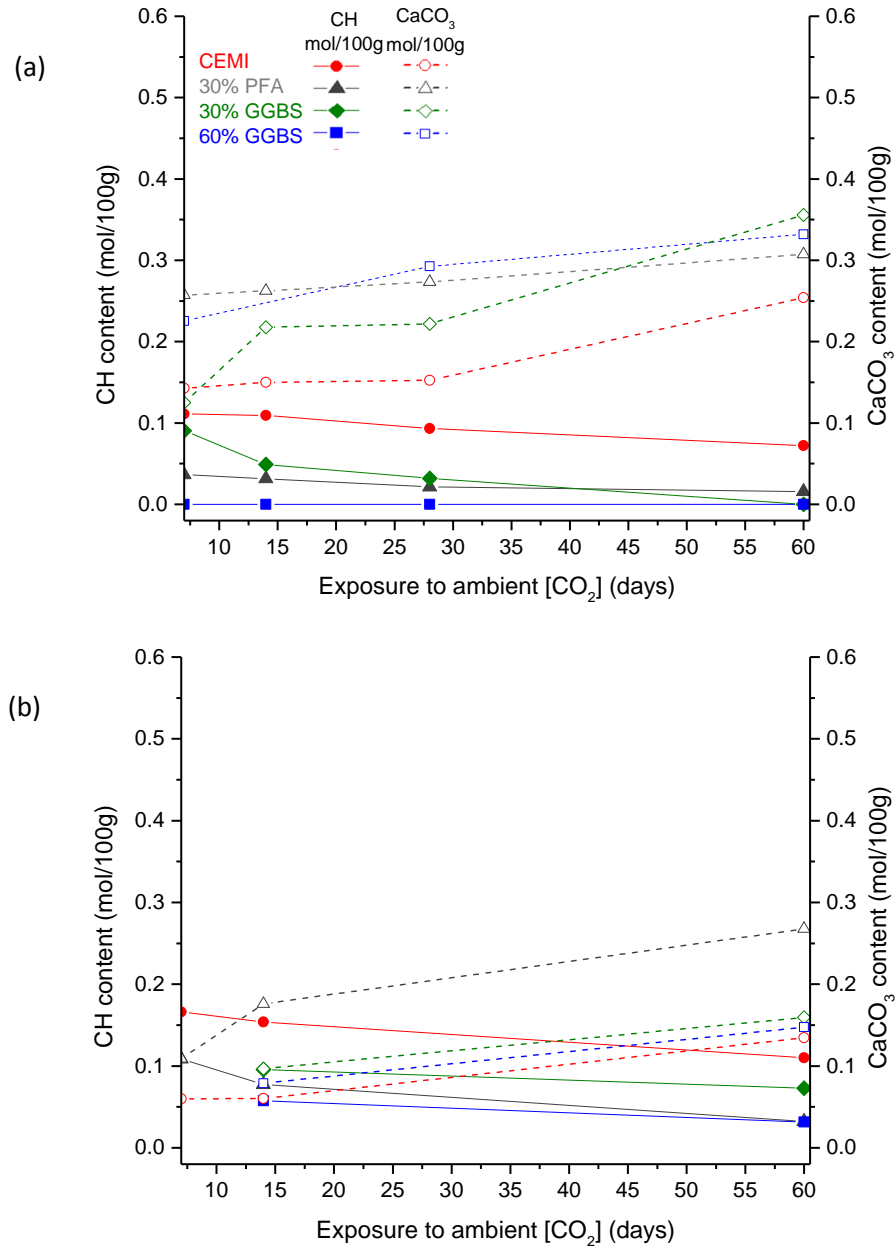 (a)
CH CaCO3
mol/100g mol/100g
CEMI
30% PFA
30% GGBS
60% GGBS
0.6
0.5
0.4
0.3
0.2
0.1
0.0
CH content (mol/100g)
0.6
0.5
0.4
0.3
0.2
0.1
0.0
CaCO3 content (mol/100g)
10 15 20 25 30 35 40 45 50 55 60
Exposure to ambient [CO2] (days)
(b)
0.6
0.5
0.4
0.3
0.2
0.1
0.0
CH content (mol/100g)
0.6
0.5
0.4
0.3
0.2
0.1
0.0
CaCO3 content (mol/100g)
10 15 20 25 30 35 40 45 50 55 60
Exposure to ambient [CO2] (days)